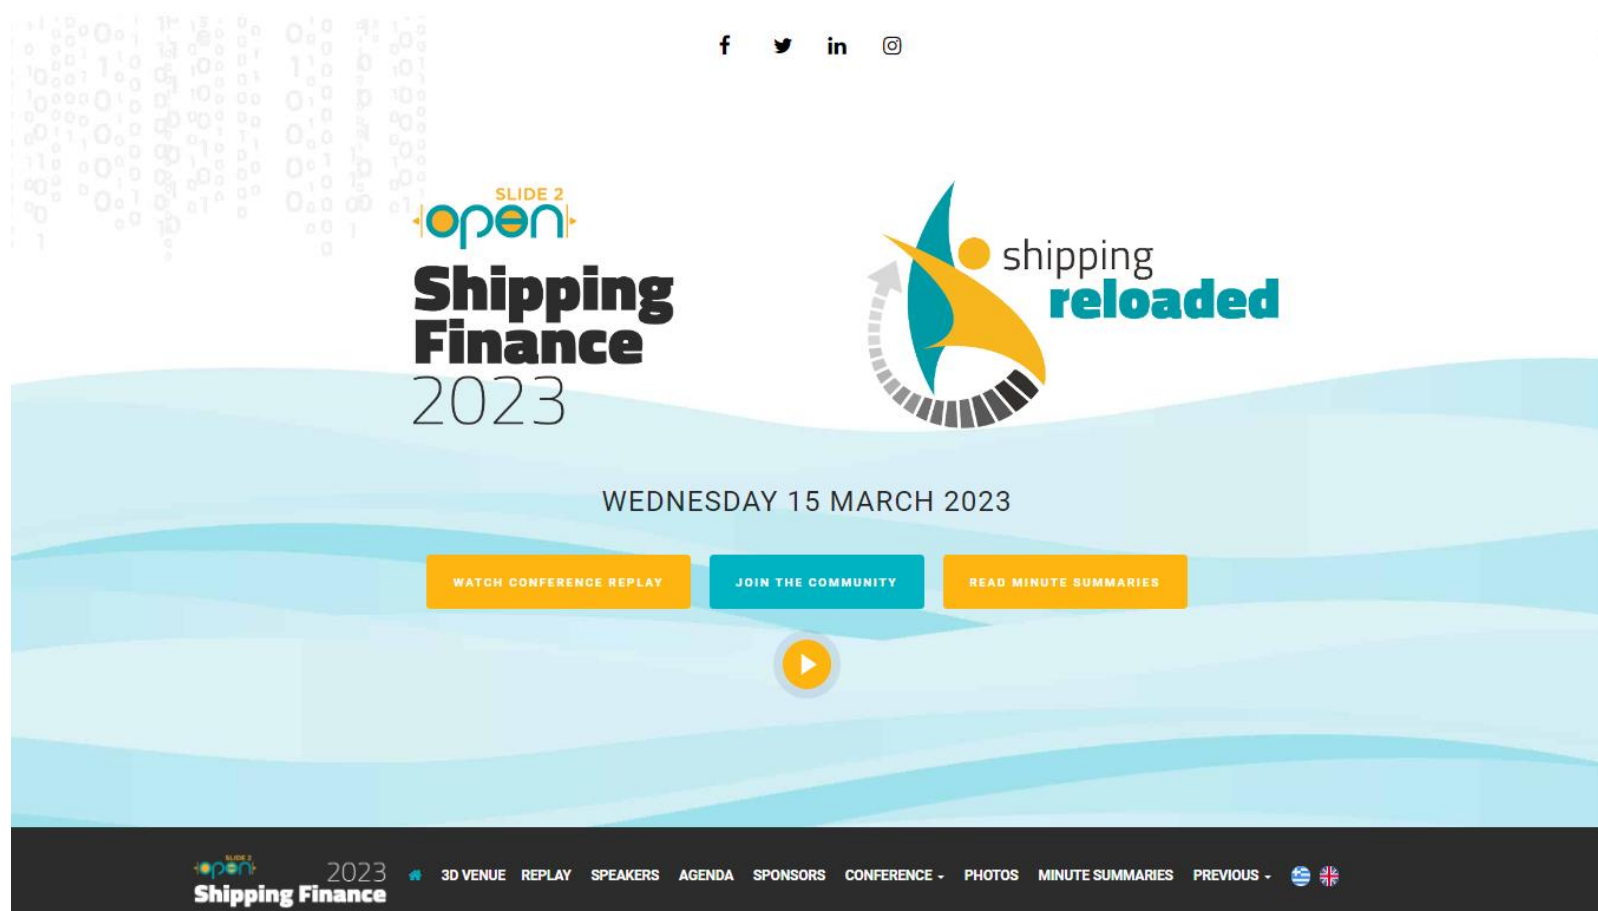 SLIDE 2
open
Shipping
Finance
2023
shipping
reloaded
WEDNESDAY 15 MARCH 2023
WATCH CONFERENCE REPLAY
JOIN THE COMMUNITY
READ MINUTE SUMMARIES
SLIDE 2
open
2023
Shipping Finance
3D VENUE REPLAY SPEAKERS AGENDA SPONSORS CONFERENCE PHOTOS MINUTE SUMMARIES PREVIOUS